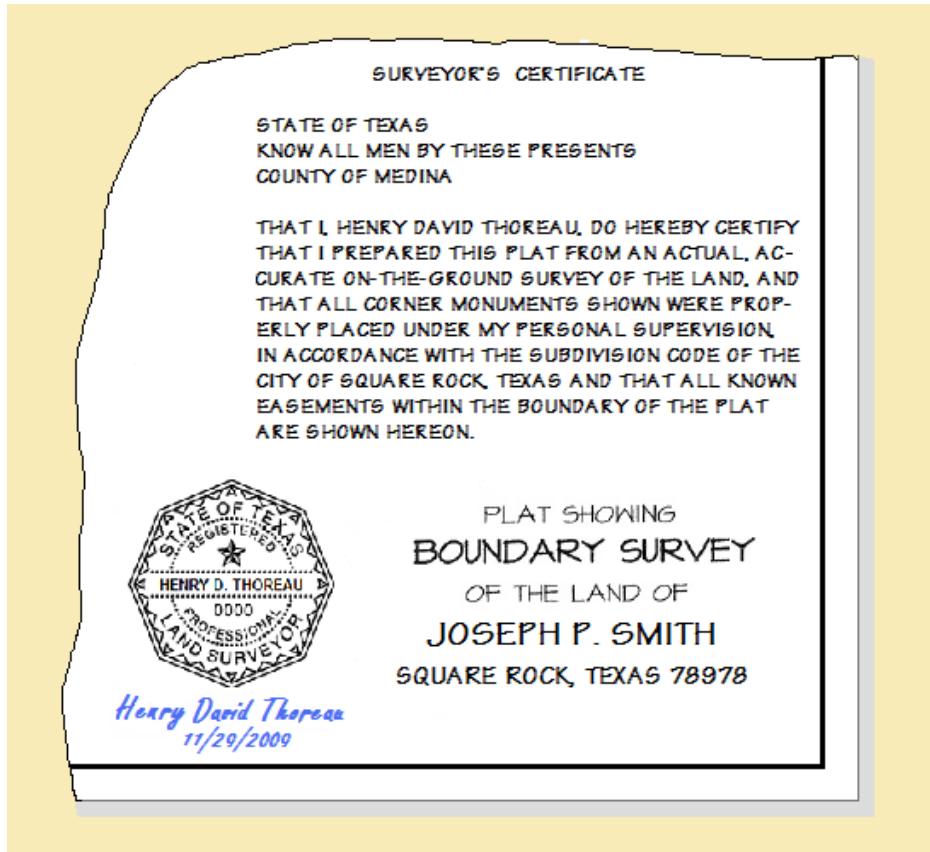 SURVEYOR'S CERTIFICATE
STATE OF TEXAS
KNOW ALL MEN BY THESE PRESENTS
COUNTY OF MEDINA
THAT I, HENRY DAVID THOREAU, DO HEREBY CERTIFY
THAT I PREPARED THIS PLAT FROM AN ACTUAL, AC-
CURATE ON-THE-GROUND SURVEY OF THE LAND, AND
THAT ALL CORNER MONUMENTS SHOWN WERE PROP-
ERLY PLACED UNDER MY PERSONAL SUPERVISION,
IN ACCORDANCE WITH THE SUBDIVISION CODE OF THE
CITY OF SQUARE ROCK, TEXAS AND THAT ALL KNOWN
EASEMENTS WITHIN THE BOUNDARY OF THE PLAT
ARE SHOWN HEREON.
STATE OF TEXAS
REGISTERED
HENRY D. THOREAU
0000
PROFESSIONAL
LAND SURVEYOR
Henry David Thoreau
11/29/2009
PLAT SHOWING
BOUNDARY SURVEY
OF THE LAND OF
JOSEPH P. SMITH
SQUARE ROCK, TEXAS 78978